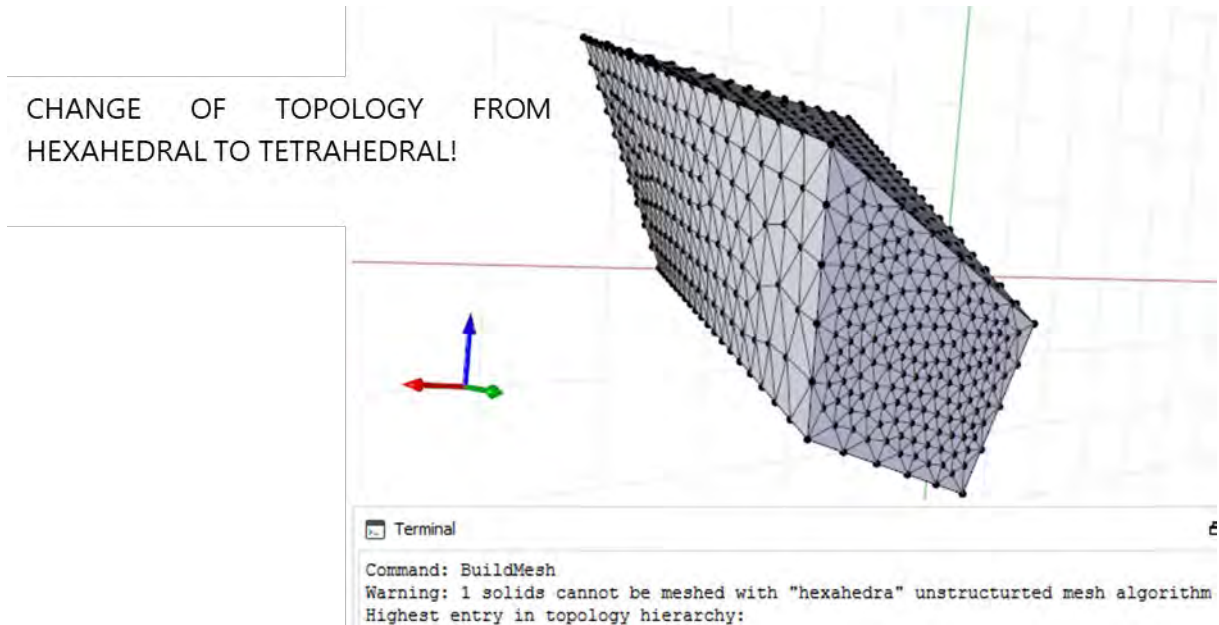 CHANGE OF TOPOLOGY FROM
HEXAHEDRAL TO TETRAHEDRAL!
Terminal
Command: BuildMesh
Warning: 1 solids cannot be meshed with "hexahedra" unstructurted mesh algorithm
Highest entry in topology hierarchy: